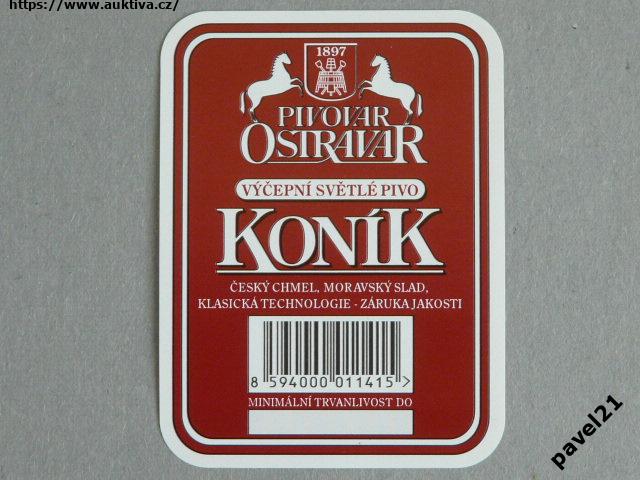 https://www.auktiva.cz/
1897
PIVOVAR
OSTRAVAR
VÝČEPNÍ SVĚTLÉ PIVO
KONÍK
ČESKÝ CHMEL, MORAVSKÝ SLAD,
KLASICKÁ TECHNOLOGIE - ZÁRUKA JAKOSTI
8 594000 011415 >
MINIMÁLNÍ TRVANLIVOST DO
pavel21